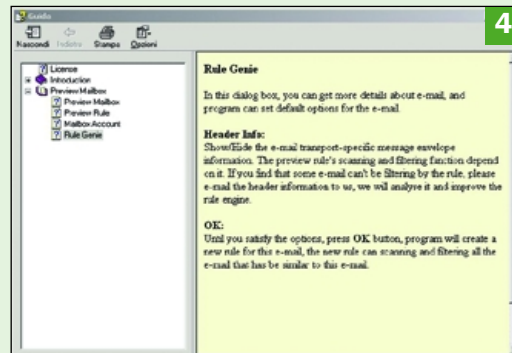 Guida
4
Nascondi Indietro Stampa Opzioni
License
Introduction
Preview Mailbox
Preview Mailbox
Preview Rule
Mailbox Account
Rule Genie
Rule Genie
In this dialog box, you can get more details about e-mail, and
program can set default options for the e-mail.
Header Info:
Show/Hide the e-mail transport-specific message envelope
information. The preview rule's scanning and filtering function depend
on it. If you find that some e-mail can't be filtering by the rule, please
e-mail the header information to us, we will analyse it and improve the
rule engine.
OK:
Until you satisfy the options, press OK button, program will create a
new rule for this e-mail, the new rule can scanning and filtering all the
e-mail that has be similar to this e-mail.